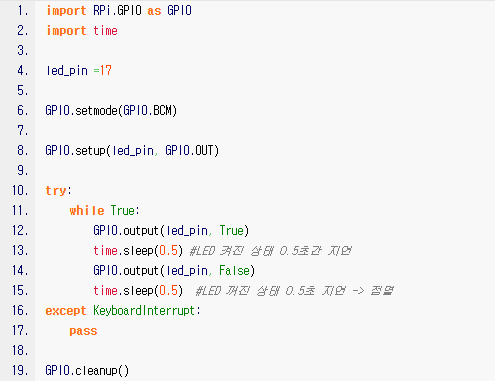 1. import RPi.GPIO as GPIO
2. import time
3.
4. led_pin =17
5.
6. GPIO.setmode(GPIO.BCM)
7.
8. GPIO.setup(led_pin, GPIO.OUT)
9.
10. try:
11. while True:
12. GPIO.output(led_pin, True)
13. time.sleep(0.5) #LED 켜진 상태 0.5초간 지연
14. GPIO.output(led_pin, False)
15. time.sleep(0.5) #LED 꺼진 상태 0.5초 지연 -> 점멸
16. except KeyboardInterrupt:
17. pass
18.
19. GPIO.cleanup()